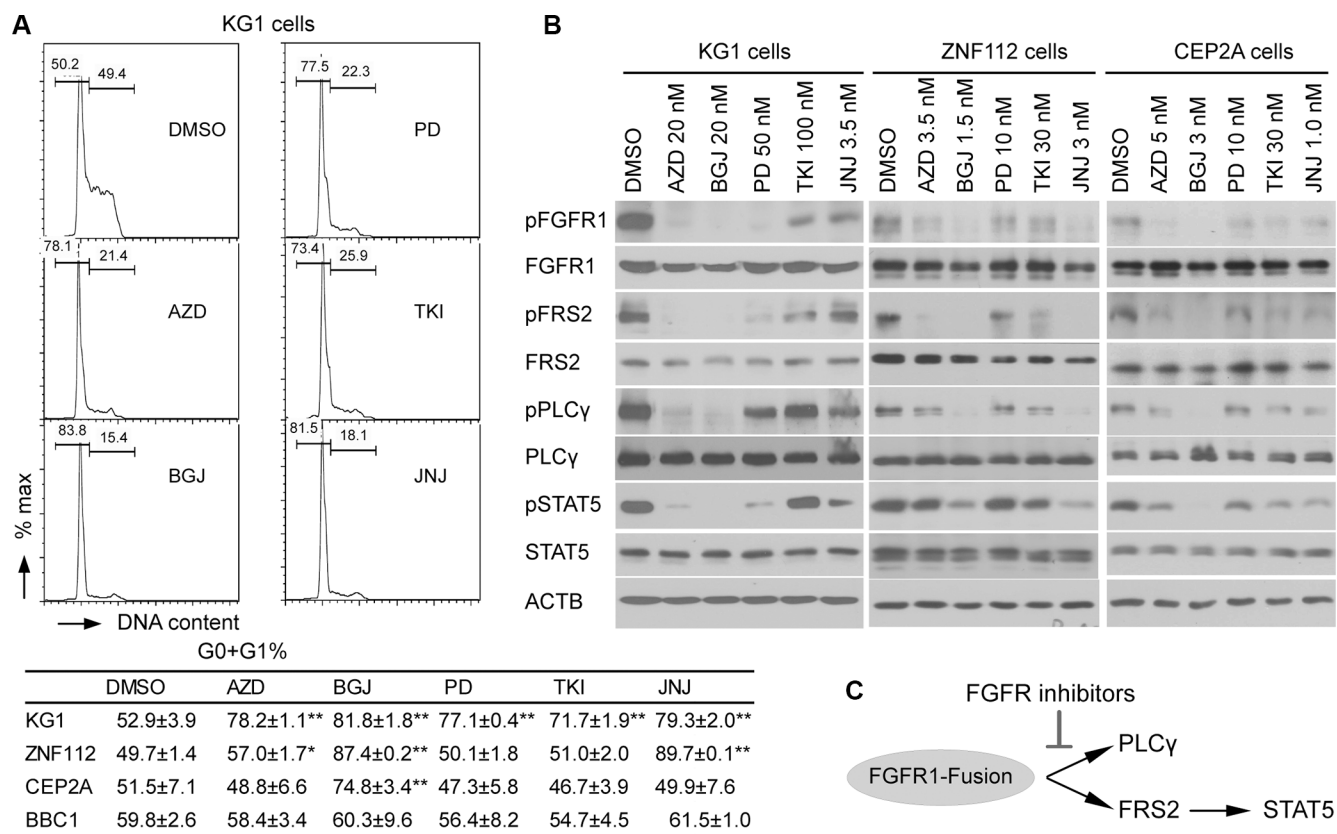 A
KG1 cells
50.2 49.4
DMSO
77.5 22.3
PD
78.1 21.4
AZD
73.4 25.9
TKI
83.8 15.4
BGJ
81.5 18.1
JNJ
% max
DNA content
G0+G1%
DMSO AZD BGJ PD TKI JNJ
KG1 52.9±3.9 78.2±1.1** 81.8±1.8** 77.1±0.4** 71.7±1.9** 79.3±2.0**
ZNF112 49.7±1.4 57.0±1.7* 87.4±0.2** 50.1±1.8 51.0±2.0 89.7±0.1**
CEP2A 51.5±7.1 48.8±6.6 74.8±3.4** 47.3±5.8 46.7±3.9 49.9±7.6
BBC1 59.8±2.6 58.4±3.4 60.3±9.6 56.4±8.2 54.7±4.5 61.5±1.0
B
KG1 cells ZNF112 cells CEP2A cells
DMSO AZD 20 nM BGJ 20 nM PD 50 nM TKI 100 nM JNJ 3.5 nM DMSO AZD 3.5 nM BGJ 1.5 nM PD 10 nM TKI 30 nM JNJ 3 nM DMSO AZD 5 nM BGJ 3 nM PD 10 nM TKI 30 nM JNJ 1.0 nM
pFGFR1
FGFR1
pFRS2
FRS2
pPLCγ
PLCγ
pSTAT5
STAT5
ACTB
C
FGFR inhibitors
PLCγ
FGFR1-Fusion
FRS2 STAT5